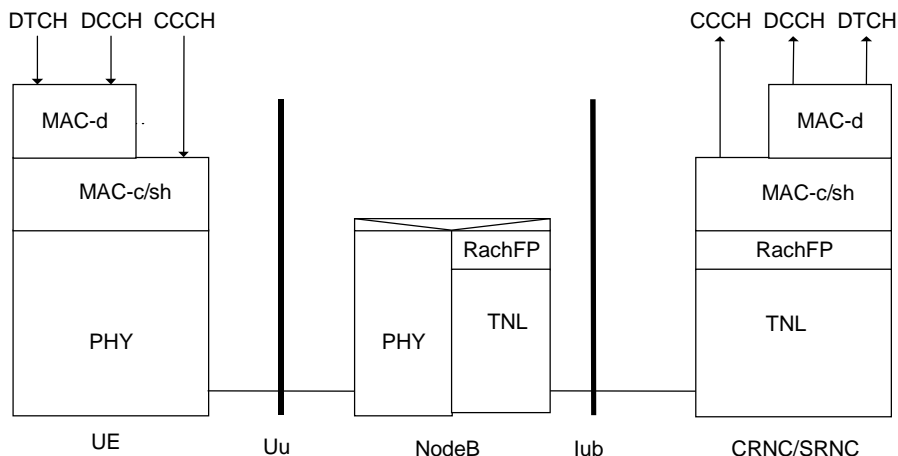 DTCH DCCH CCCH
CCCH DCCH DTCH
MAC-d
MAC-d
MAC-c/sh
MAC-c/sh
RachFP
RachFP
PHY
PHY
TNL
TNL
UE
Uu
NodeB
Iub
CRNC/SRNC